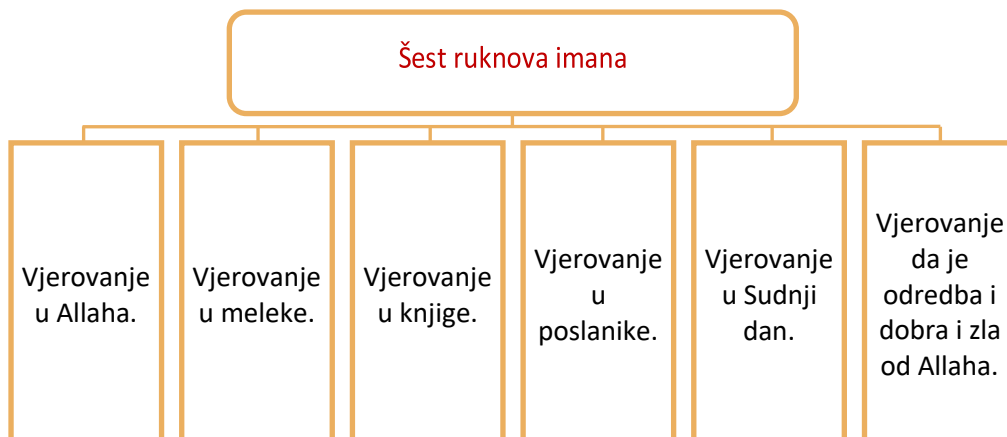 Šest ruknova imana
Vjerovanje
u Allaha.
Vjerovanje
u meleke.
Vjerovanje
u knjige.
Vjerovanje
u
poslanike.
Vjerovanje
u Sudnji
dan.
Vjerovanje
da je
odredba i
dobra i zla
od Allaha.